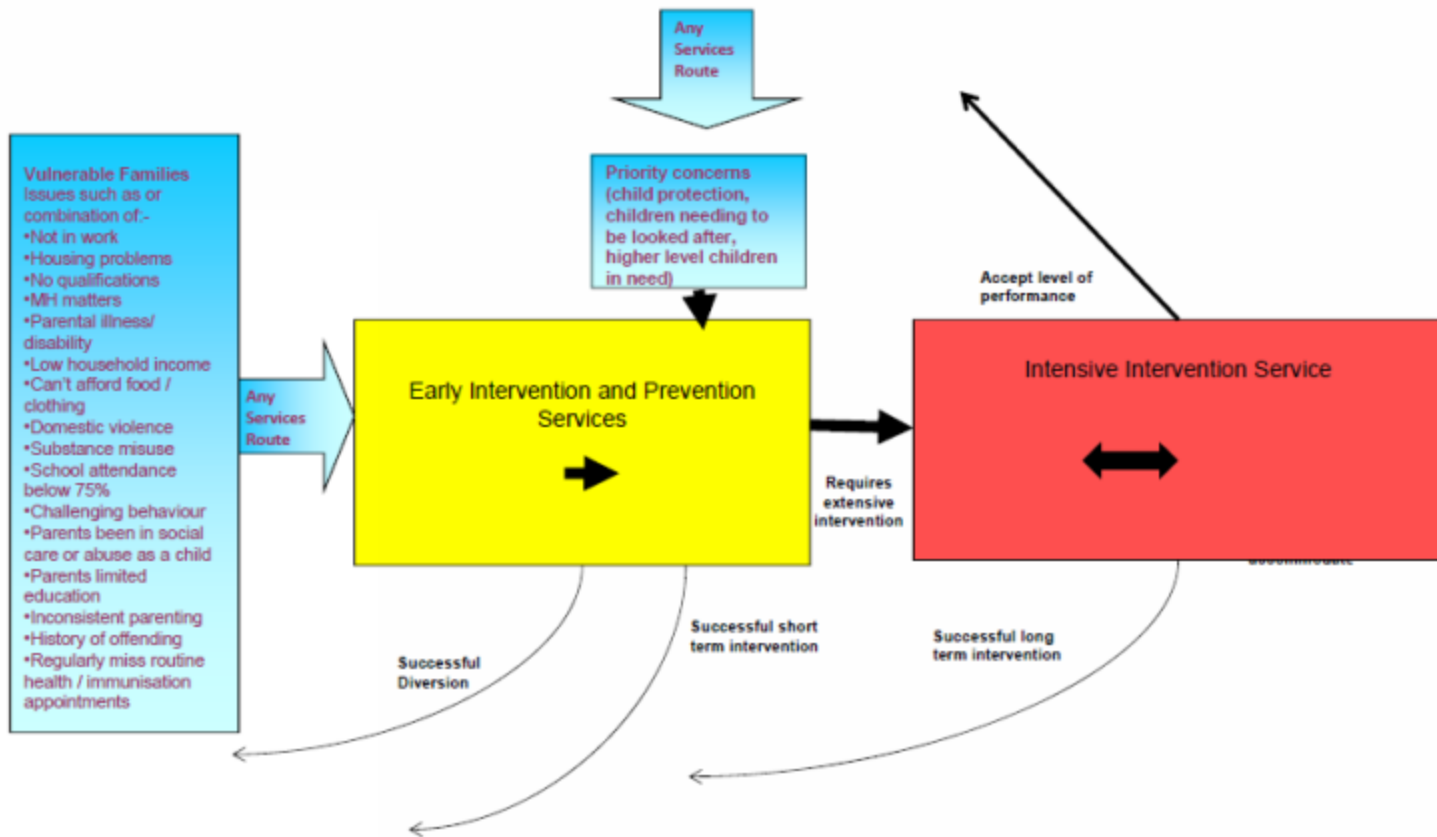 Any
Services
Route
Vulnerable Families
Issues such as or
combination of:-
•Not in work
•Housing problems
•No qualifications
•MH matters
•Parental illness/
disability
•Low household income
•Can't afford food /
clothing
•Domestic violence
•Substance misuse
•School attendance
below 75%
•Challenging behaviour
•Parents been in social
care or abuse as a child
•Parents limited
education
•Inconsistent parenting
•History of offending
•Regularly miss routine
health / immunisation
appointments
Priority concerns
(child protection,
children needing to
be looked after,
higher level children
in need)
Any
Services
Route
Early Intervention and Prevention
Services
Requires
extensive
intervention
Accept level of
performance
Intensive Intervention Service
Successful
Diversion
Successful short
term intervention
Successful long
term intervention